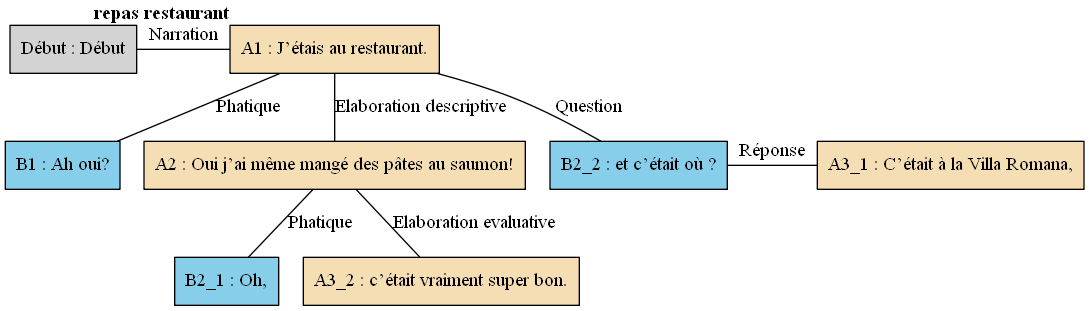 repas restaurant
Début : Début
Narration
A1 : J’étais au restaurant.
Phatique
Elaboration descriptive
Question
B1 : Ah oui?
A2 : Oui j’ai même mangé des pâtes au saumon!
B2_2 : et c’était où ?
Réponse
A3_1 : C’était à la Villa Romana,
Phatique
Elaboration evaluative
B2_1 : Oh,
A3_2 : c’était vraiment super bon.